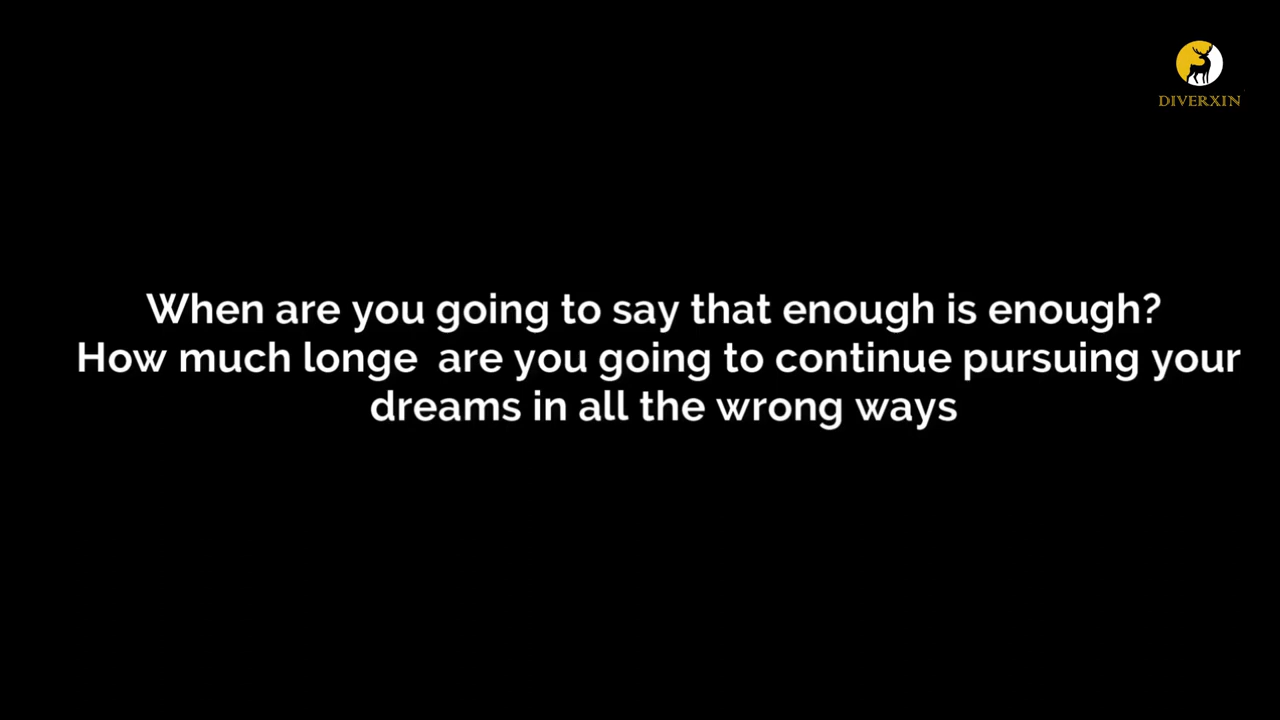 DIVERXIN
When are you going to say that enough is enough?
How much longe are you going to continue pursuing your
dreams in all the wrong ways